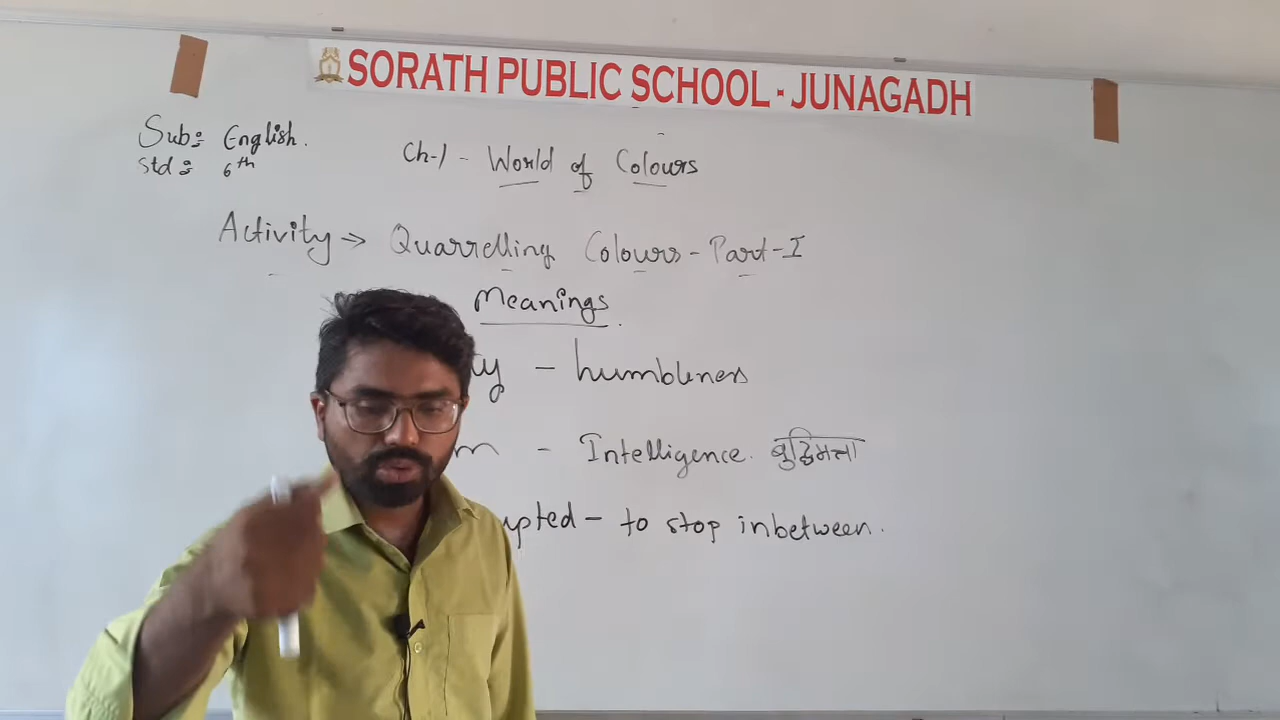 SORATH PUBLIC SCHOOL - JUNAGADH
Sub: English.
Std: 6th
Ch-1 - World of Colours
Activity → Quarrelling Colours - Part-I
Meanings
- humbleness
- Intelligence. बुद्धिमत्ता
upted - to stop inbetween.